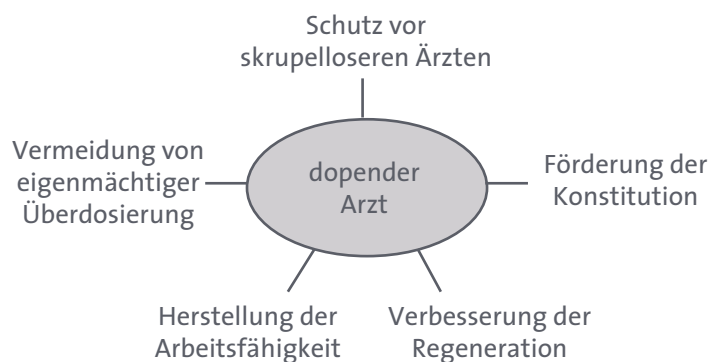 Schutz vor
skrupelloseren Ärzten
Vermeidung von
eigenmächtiger
Überdosierung
dopender
Arzt
Förderung der
Konstitution
Herstellung der
Arbeitsfähigkeit
Verbesserung der
Regeneration